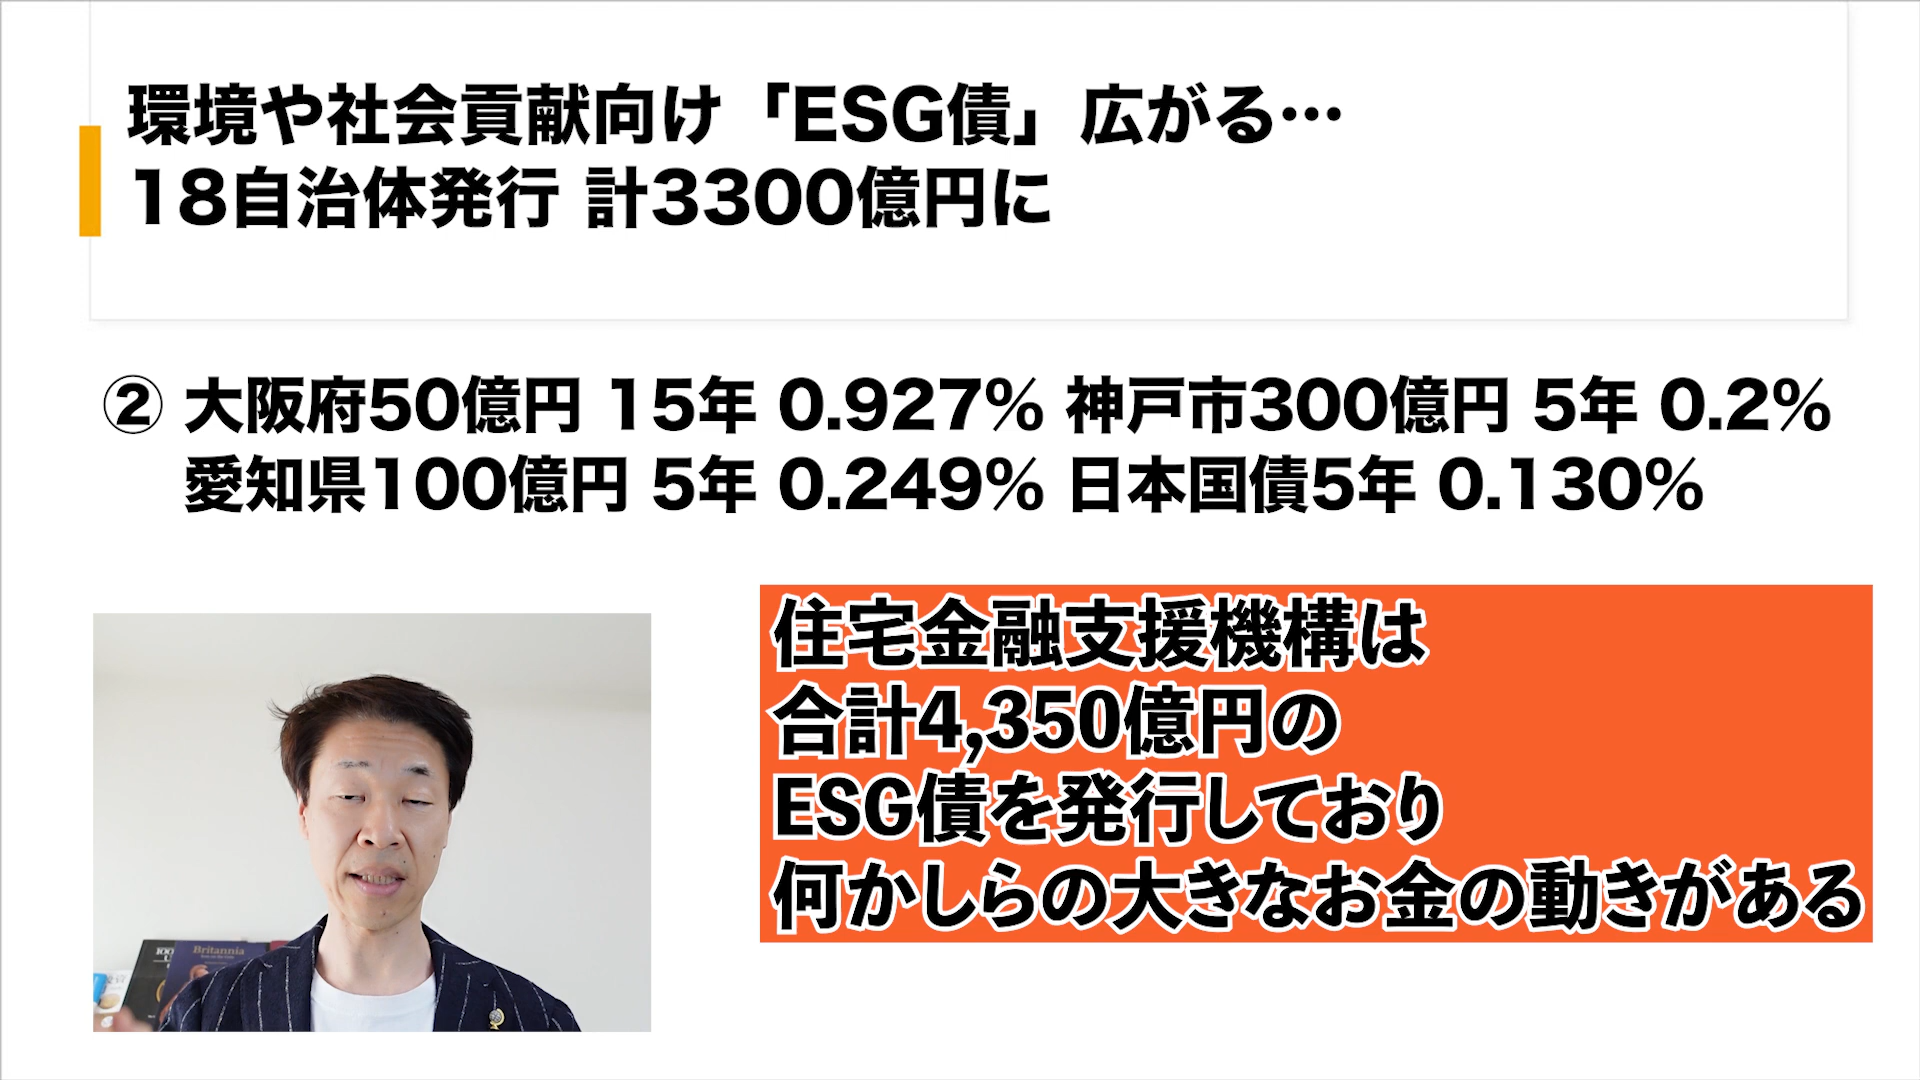 環境や社会貢献向け「ESG債」広がる…
18自治体発行 計3300億円に
② 大阪府50億円 15年 0.927% 神戸市300億円 5年 0.2%
愛知県100億円 5年 0.249% 日本国債5年 0.130%
住宅金融支援機構は
合計4,350億円の
ESG債を発行しており
何かしらの大きなお金の動きがある
Britannia